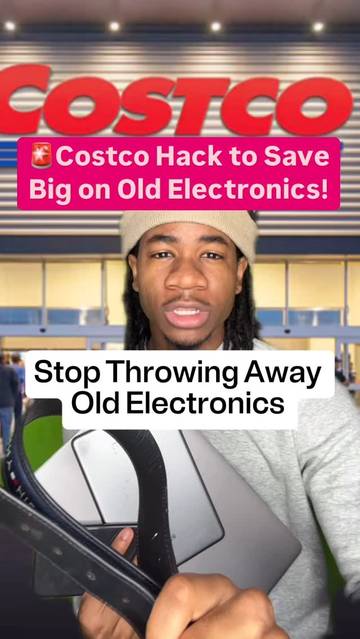 COSTCO
🚨Costco Hack to Save
Big on Old Electronics!
Stop Throwing Away
Old Electronics